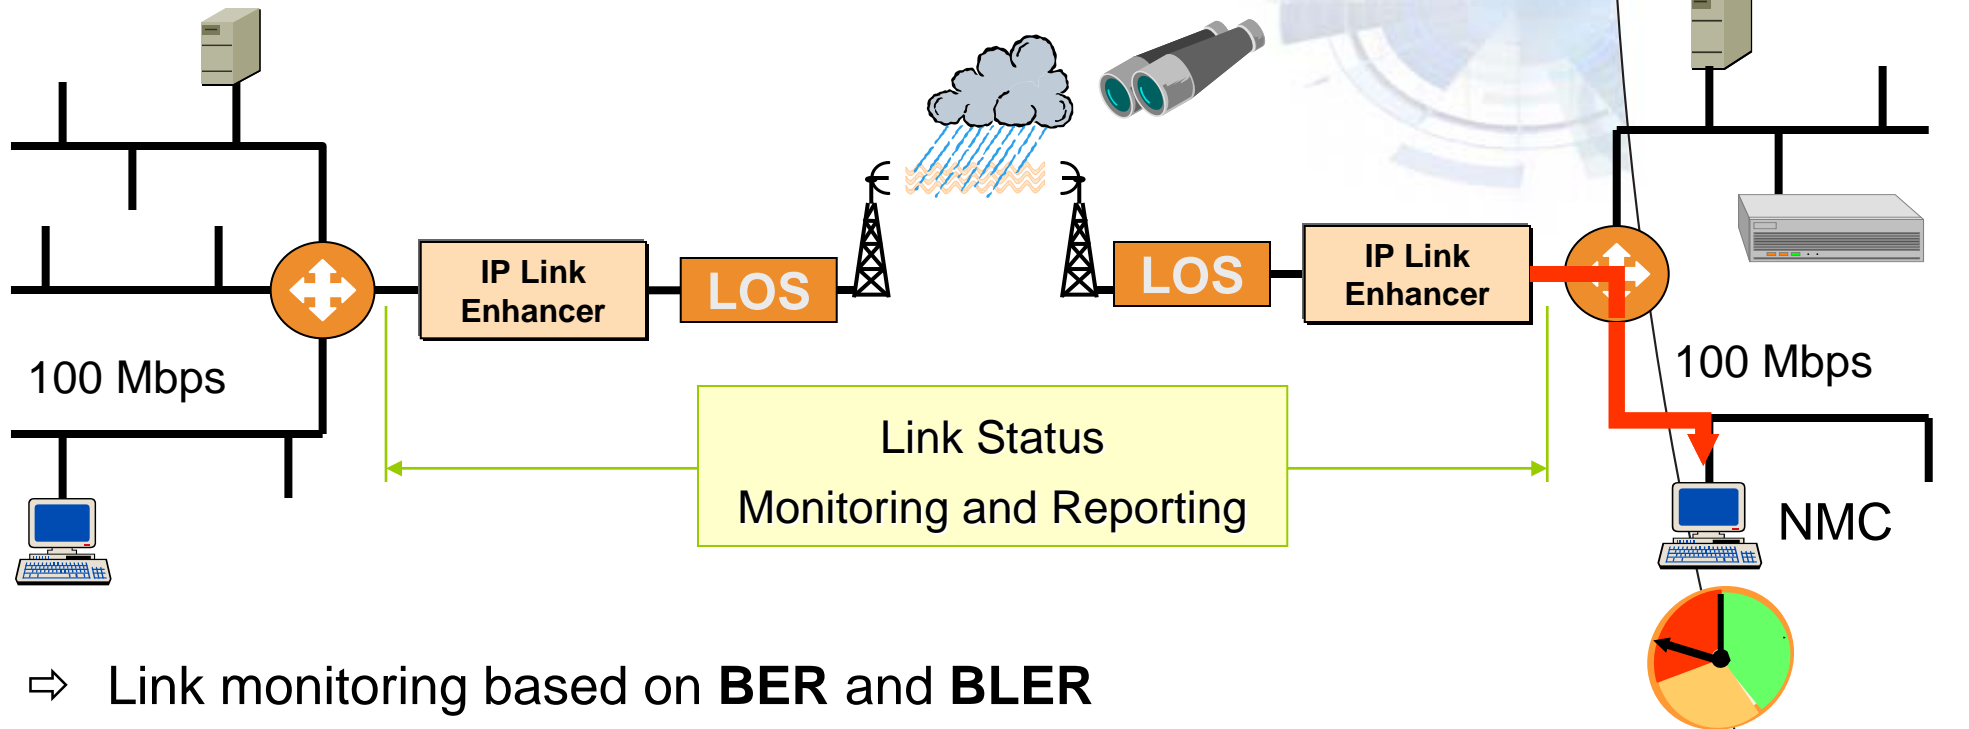 IP Link
Enhancer
LOS
LOS
IP Link
Enhancer
100 Mbps
100 Mbps
Link Status
Monitoring and Reporting
NMC
⇨ Link monitoring based on BER and BLER